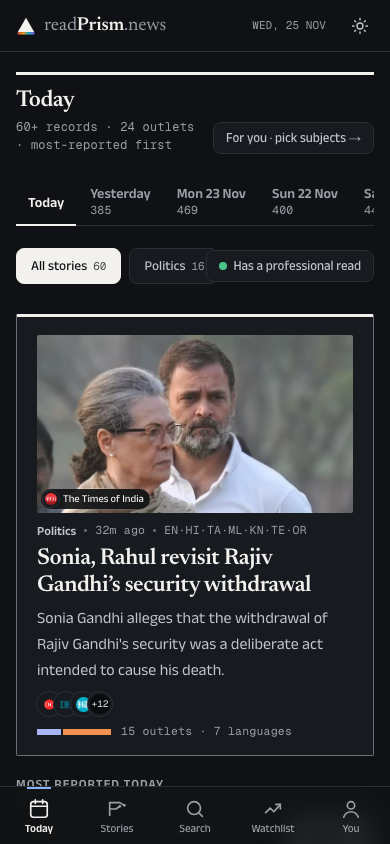 readPrism.news
WED, 25 NOV
Today
60+ records · 24 outlets
· most-reported first
For you · pick subjects →
Today
Yesterday
385
Mon 23 Nov
469
Sun 22 Nov
400
Sa
44
All stories 60
Politics 16
Has a professional read
The Times of India
Politics • 32m ago • EN·HI·TA·ML·KN·TE·OR
Sonia, Rahul revisit Rajiv
Gandhi’s security withdrawal
Sonia Gandhi alleges that the withdrawal of
Rajiv Gandhi's security was a deliberate act
intended to cause his death.
+12
15 outlets · 7 languages
MOST REPORTED TODAY
Today
Stories
Search
Watchlist
You